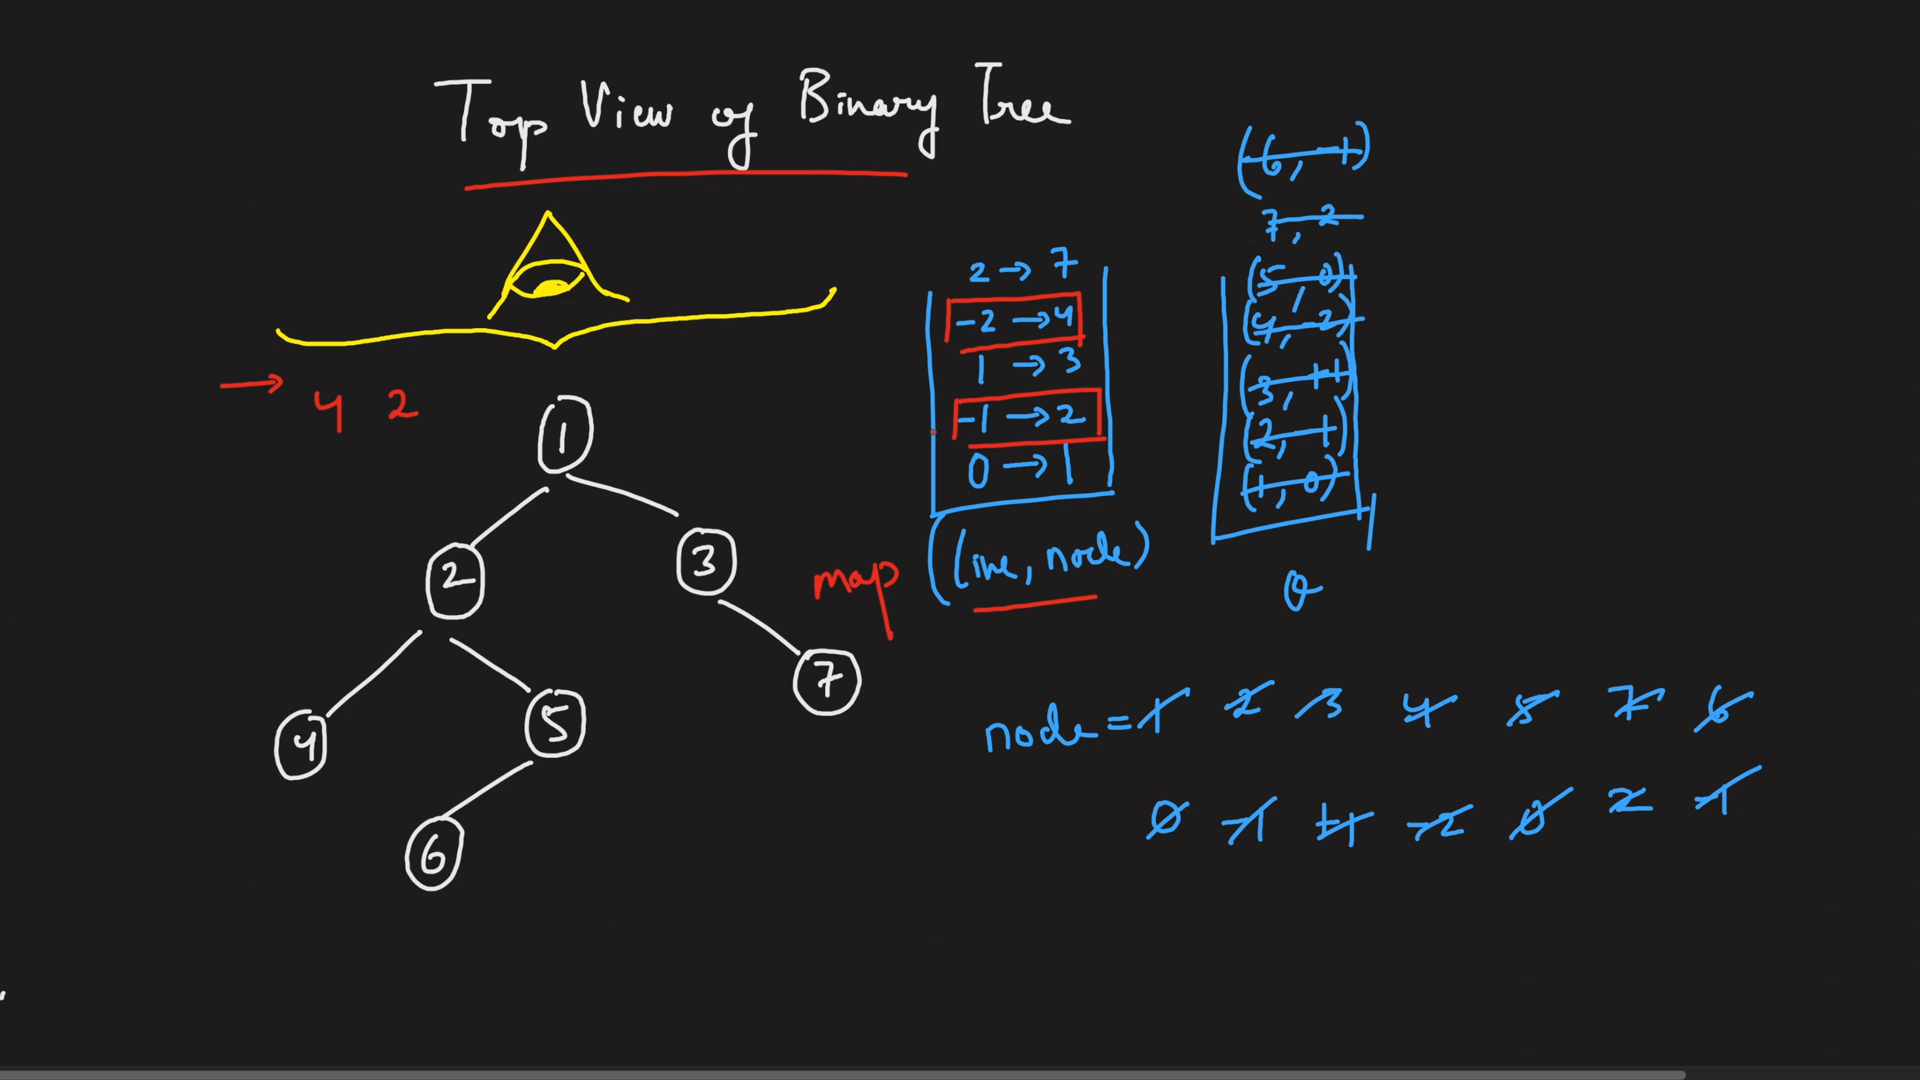 Top View of Binary Tree
4 2
1
2 3
4 5 7
6
2 → 7
-2 → 4
1 → 3
-1 → 2
0 → 1
(line, node)
map
(6, -1)
7, 2
(5, 0)
(4, -2)
(3, +1)
(2, -1)
(1, 0)
Q
node = 1 2 3 4 5 7 6
0 -1 +1 -2 0 2 -1